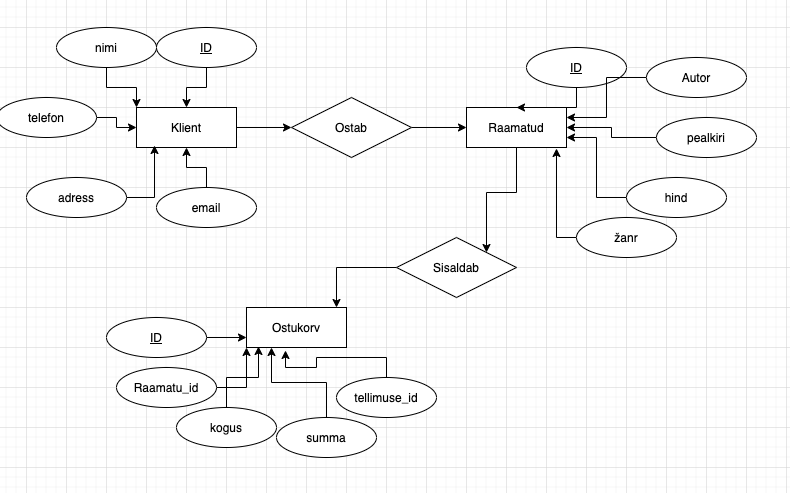 nimi
ID
ID
Autor
telefon
Klient
Ostab
Raamatud
pealkiri
adress
email
hind
žanr
Sisaldab
ID
Ostukorv
Raamatu_id
tellimuse_id
kogus
summa